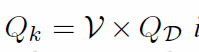 Q_k = 𝒱 × Q_𝒟 i